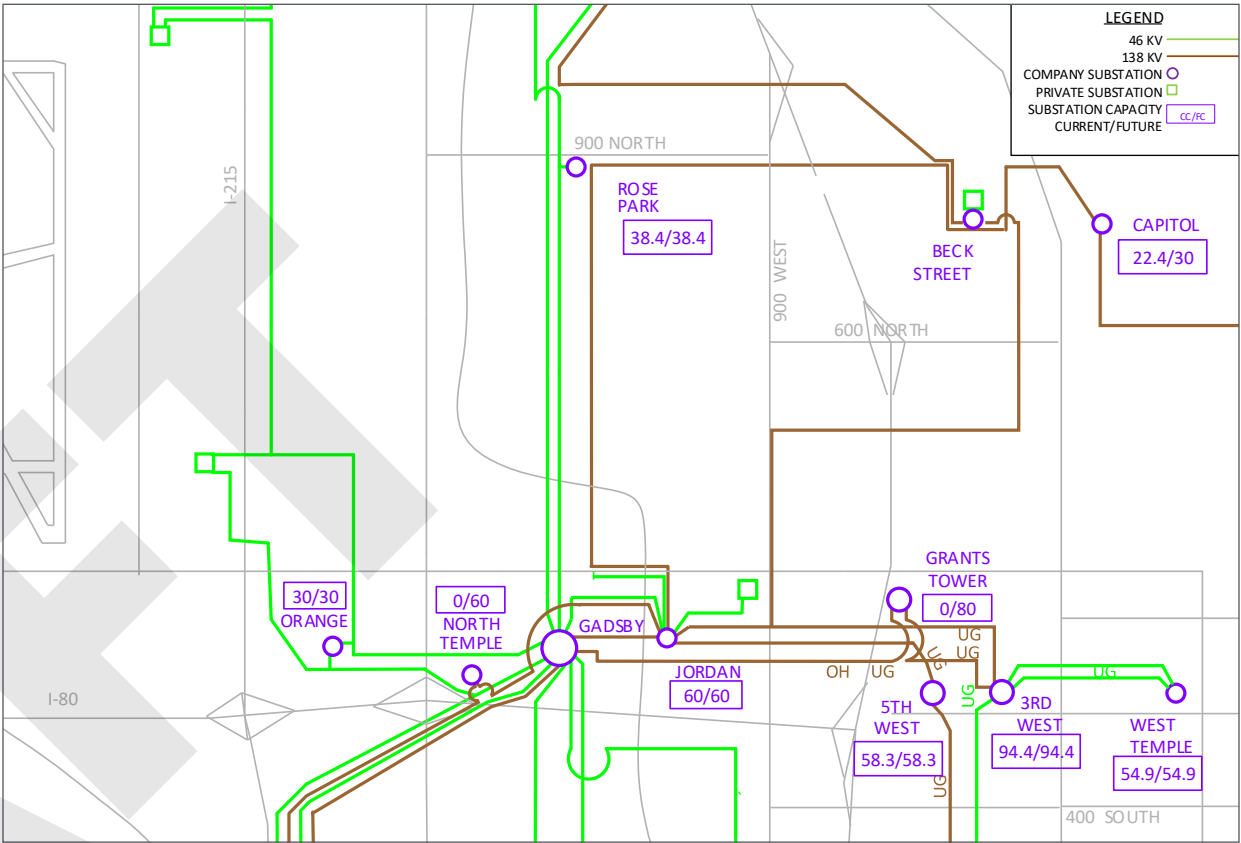 LEGEND
46 KV
138 KV
COMPANY SUBSTATION
PRIVATE SUBSTATION
SUBSTATION CAPACITY
CC/FC
CURRENT/FUTURE
900 NORTH
I-215
ROSE
PARK
38.4/38.4
CAPITOL
22.4/30
BECK
STREET
900 WEST
600 NORTH
GRANTS
TOWER
0/80
30/30
ORANGE
0/60
NORTH
TEMPLE
GADSBY
UG
UG
UG
JORDAN
60/60
OH
UG
UG
UG
I-80
5TH
WEST
58.3/58.3
3RD
WEST
94.4/94.4
WEST
TEMPLE
54.9/54.9
UG
400 SOUTH